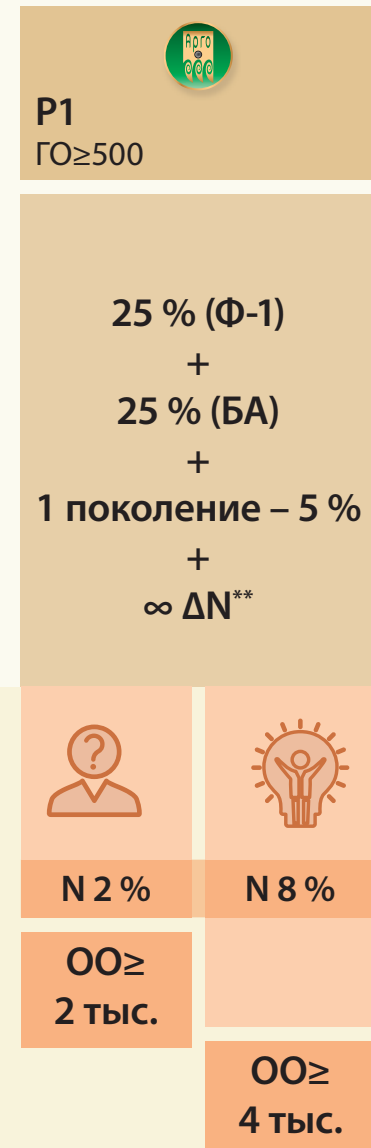 Арго
P1
ГО≥500
25 % (Ф-1)
+
25 % (БА)
+
1 поколение – 5 %
+
∞ ΔN**
?
N 2 %
N 8 %
ОО≥
2 тыс.
ОО≥
4 тыс.